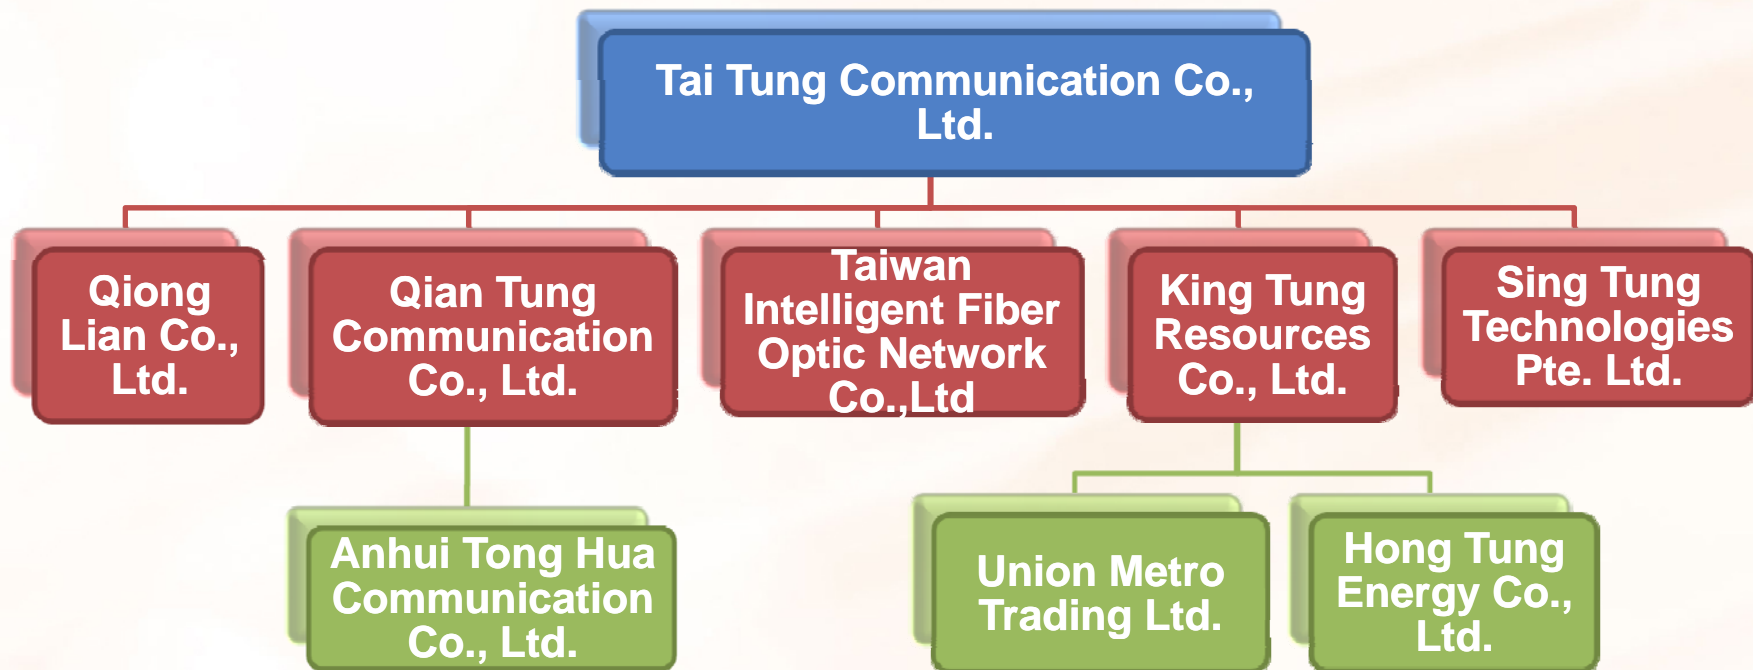 Tai Tung Communication Co.,
Ltd.
Qiong
Lian Co.,
Ltd.
Qian Tung
Communication
Co., Ltd.
Taiwan
Intelligent Fiber
Optic Network
Co.,Ltd
King Tung
Resources
Co., Ltd.
Sing Tung
Technologies
Pte. Ltd.
Anhui Tong Hua
Communication
Co., Ltd.
Union Metro
Trading Ltd.
Hong Tung
Energy Co.,
Ltd.